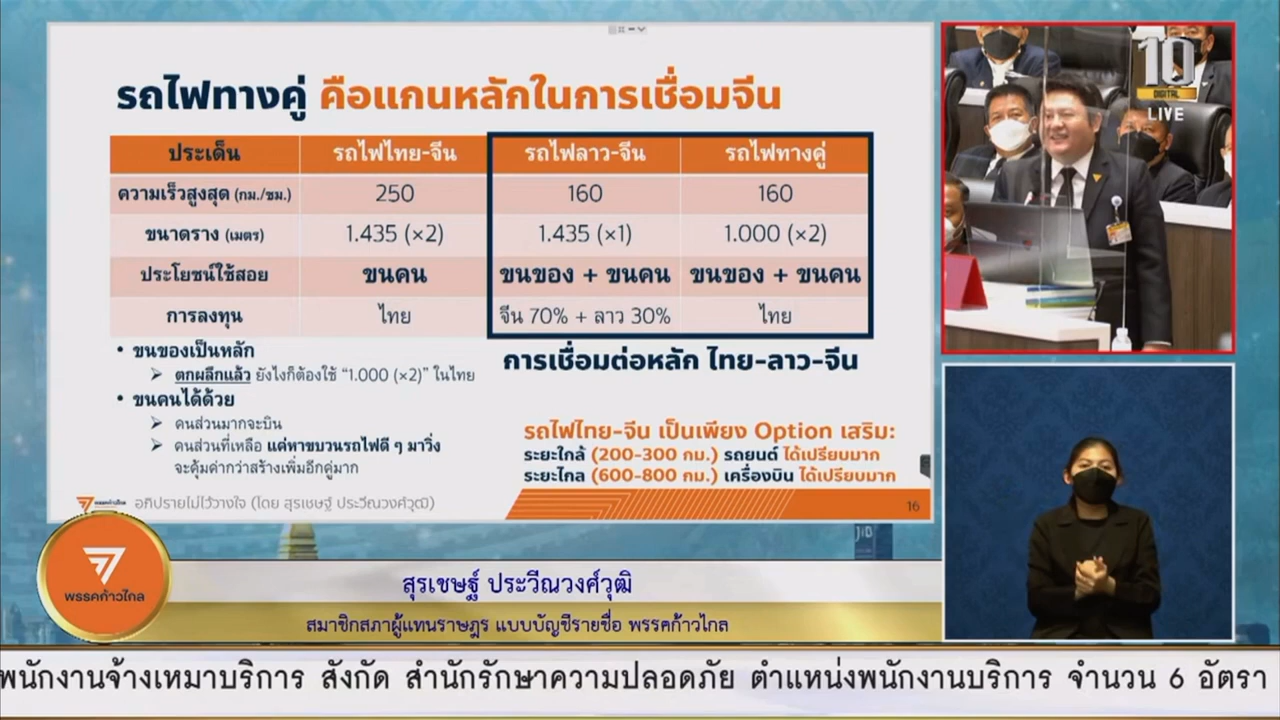 รถไฟทางคู่ คือแกนหลักในการเชื่อมจีน
ประเด็น รถไฟไทย-จีน รถไฟลาว-จีน รถไฟทางคู่
ความเร็วสูงสุด (กม./ชม.) 250 160 160
ขนาดราง (เมตร) 1.435 (×2) 1.435 (×1) 1.000 (×2)
ประโยชน์ใช้สอย ขนคน ขนของ + ขนคน ขนของ + ขนคน
การลงทุน ไทย จีน 70% + ลาว 30% ไทย
• ขนของเป็นหลัก
➢ ตกผลึกแล้ว ยังไงก็ต้องใช้ “1.000 (×2)” ในไทย
• ขนคนได้ด้วย
➢ คนส่วนมากจะบิน
➢ คนส่วนที่เหลือ แค่หาขบวนรถไฟดี ๆ มาวิ่ง
จะคุ้มค่ากว่าสร้างเพิ่มอีกคู่มาก
การเชื่อมต่อหลัก ไทย-ลาว-จีน
รถไฟไทย-จีน เป็นเพียง Option เสริม:
ระยะใกล้ (200-300 กม.) รถยนต์ ได้เปรียบมาก
ระยะไกล (600-800 กม.) เครื่องบิน ได้เปรียบมาก
พรรคก้าวไกล อภิปรายไม่ไว้วางใจ (โดย สุรเชษฐ์ ประวีณวงศ์วุฒิ) 16
10
DIGITAL
LIVE
JIB
พรรคก้าวไกล
สุรเชษฐ์ ประวีณวงศ์วุฒิ
สมาชิกสภาผู้แทนราษฎร แบบบัญชีรายชื่อ พรรคก้าวไกล
พนักงานจ้างเหมาบริการ สังกัด สำนักรักษาความปลอดภัย ตำแหน่งพนักงานบริการ จำนวน 6 อัตรา